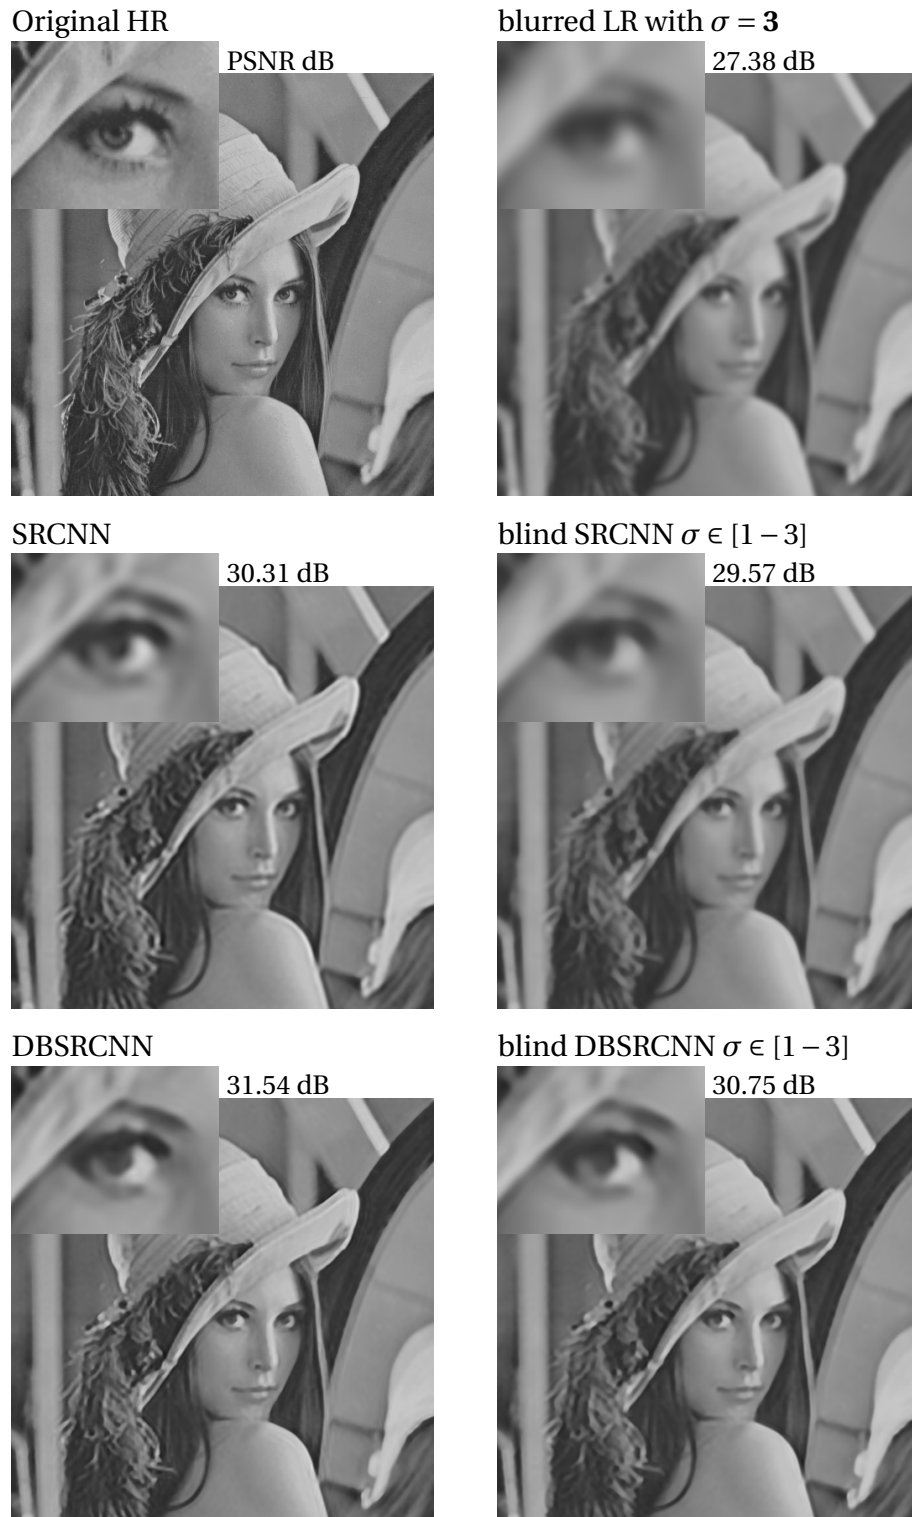 Original HR
PSNR dB
blurred LR with σ = 3
27.38 dB
SRCNN
30.31 dB
blind SRCNN σ ∈ [1 – 3]
29.57 dB
DBSRCNN
31.54 dB
blind DBSRCNN σ ∈ [1 – 3]
30.75 dB